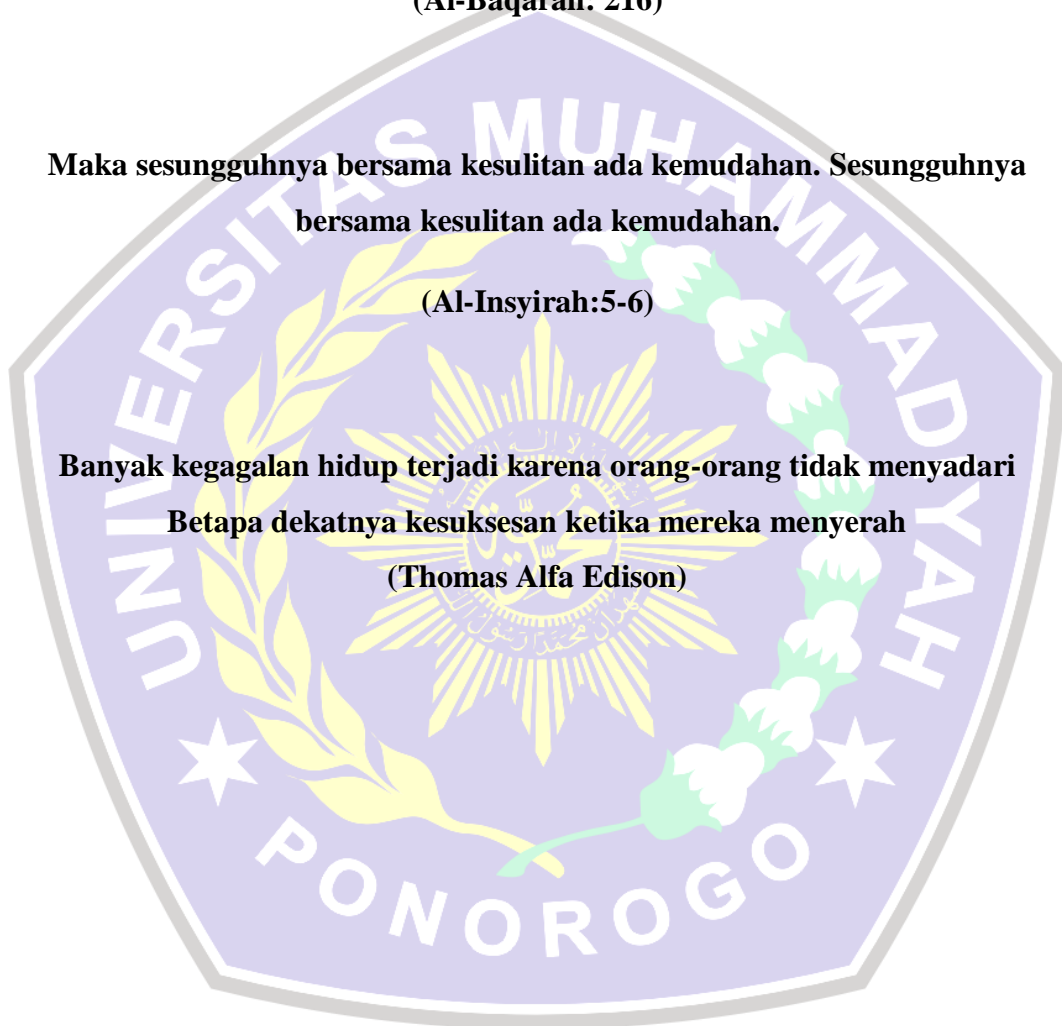 (Al-Baqarah: 216)
Maka sesungguhnya bersama kesulitan ada kemudahan. Sesungguhnya
bersama kesulitan ada kemudahan.
(Al-Insyirah:5-6)
Banyak kegagalan hidup terjadi karena orang-orang tidak menyadari
Betapa dekatnya kesuksesan ketika mereka menyerah
(Thomas Alfa Edison)
UNIVERSITAS MUHAMMADIYAH
PONOROGO
محمدية